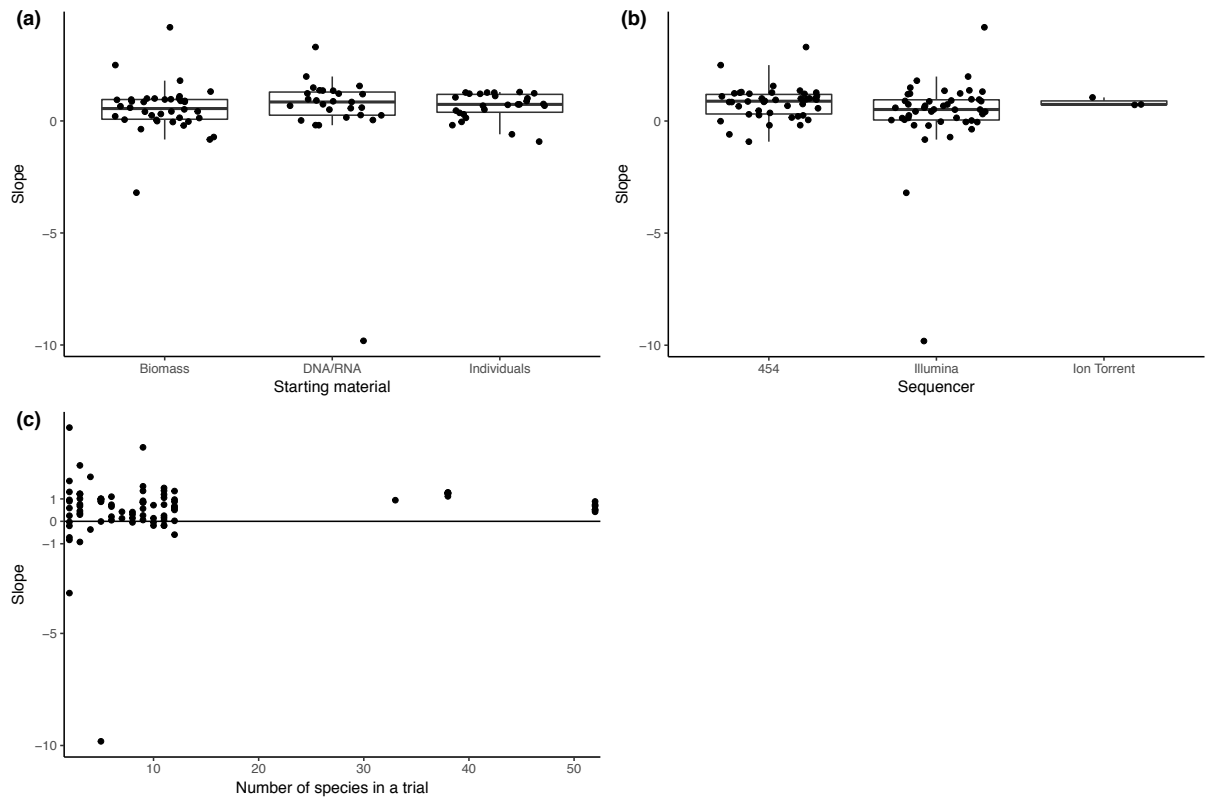 (a)
0
−5
−10
Slope
Biomass DNA/RNA Individuals
Starting material
(b)
0
−5
−10
Slope
454 Illumina Ion Torrent
Sequencer
(c)
1
0
−1
−5
−10
Slope
10 20 30 40 50
Number of species in a trial